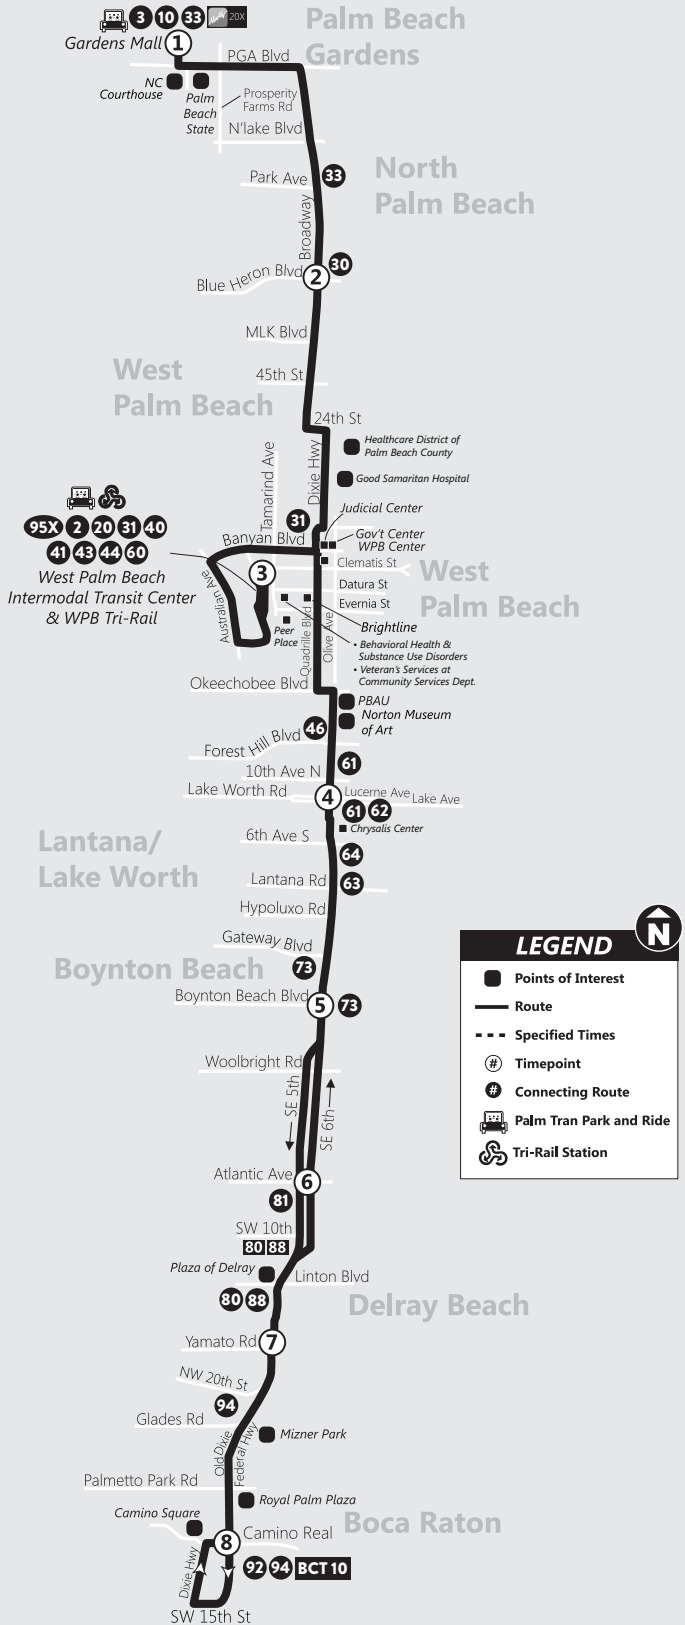 3 10 33 20X
Palm Beach
Gardens
Gardens Mall 1
PGA Blvd
NC
Courthouse
Palm
Beach
State
Prosperity
Farms Rd
N'lake Blvd
North
Palm Beach
Park Ave 33
Broadway
Blue Heron Blvd 2 30
MLK Blvd
West
Palm Beach
45th St
24th St
Healthcare District of
Palm Beach County
Dixie Hwy
Tamarind Ave
Good Samaritan Hospital
Judicial Center
31
Banyan Blvd
Gov't Center
WPB Center
95X 2 20 31 40
41 43 44 60
West Palm Beach
Intermodal Transit Center
& WPB Tri-Rail
3
Clematis St
West
Palm Beach
Datura St
Evernia St
Australian Ave
Peer
Place
Quadrille Blvd
Olive Ave
Brightline
• Behavioral Health &
Substance Use Disorders
• Veteran's Services at
Community Services Dept.
Okeechobee Blvd
PBAU
Norton Museum
of Art
46
Forest Hill Blvd
61
10th Ave N
Lake Worth Rd 4 Lucerne Ave Lake Ave
61 62
Chrysalis Center
Lantana/
Lake Worth
6th Ave S
64
Lantana Rd 63
Hypoluxo Rd
Gateway Blvd
73
Boynton Beach
Boynton Beach Blvd 5 73
Woolbright Rd
SE 5th
SE 6th
Atlantic Ave 6
81
SW 10th
80 88
Plaza of Delray
Linton Blvd
80 88
Delray Beach
Yamato Rd 7
NW 20th St
94
Glades Rd
Old Dixie
Federal Hwy
Mizner Park
Palmetto Park Rd
Royal Palm Plaza
Camino Square
Boca Raton
8 Camino Real
92 94 BCT 10
Dixie Hwy
SW 15th St
N
LEGEND
Points of Interest
Route
Specified Times
# Timepoint
# Connecting Route
Palm Tran Park and Ride
Tri-Rail Station